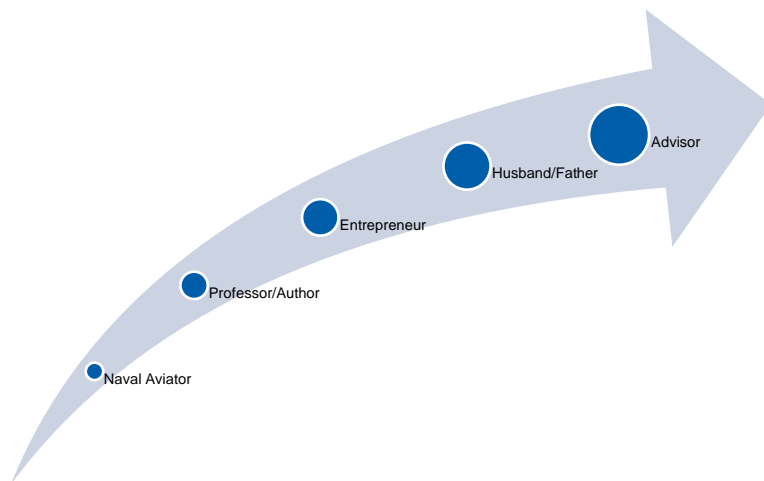 Advisor
Husband/Father
Entrepreneur
Professor/Author
Naval Aviator